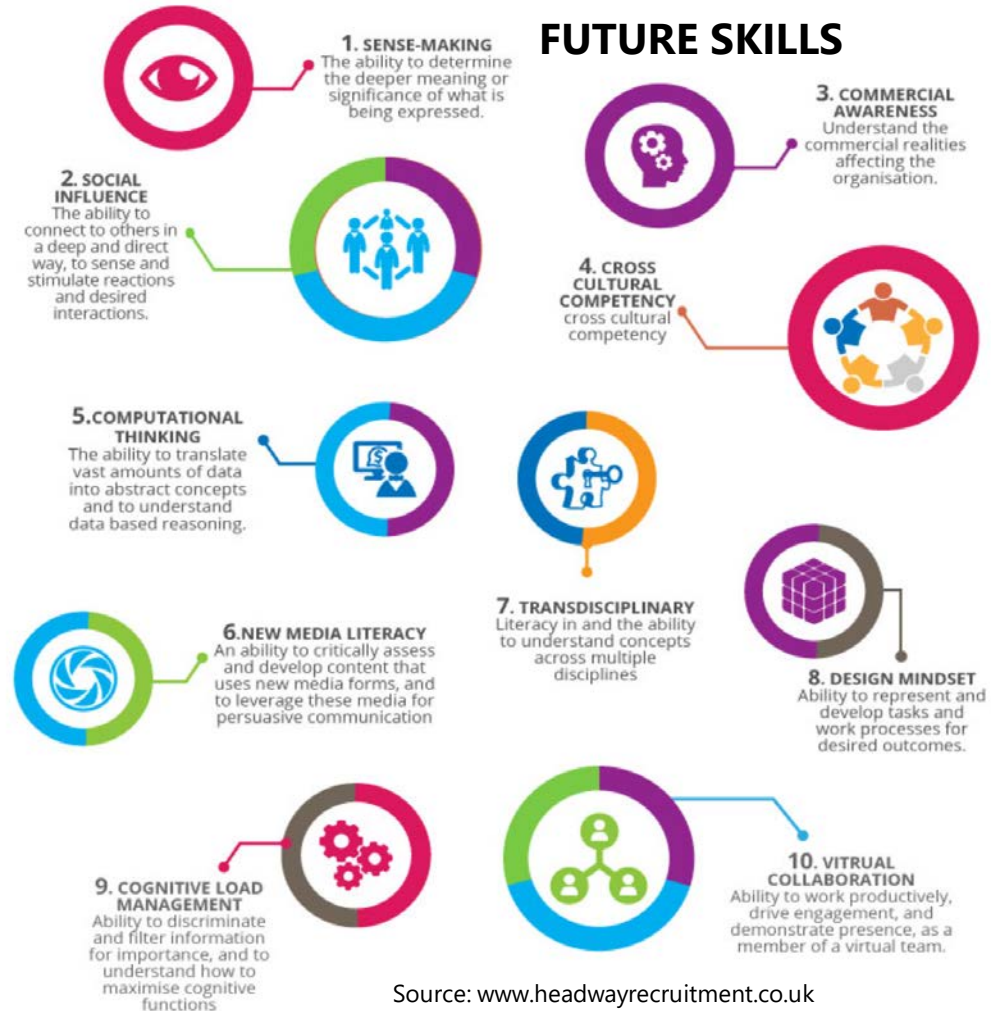 FUTURE SKILLS
1. SENSE-MAKING
The ability to determine
the deeper meaning or
significance of what is
being expressed.
2. SOCIAL
INFLUENCE
The ability to
connect to others in
a deep and direct
way, to sense and
stimulate reactions
and desired
interactions.
3. COMMERCIAL
AWARENESS
Understand the
commercial realities
affecting the
organisation.
4. CROSS
CULTURAL
COMPETENCY
cross cultural
competency
5.COMPUTATIONAL
THINKING
The ability to translate
vast amounts of data
into abstract concepts
and to understand
data based reasoning.
6.NEW MEDIA LITERACY
An ability to critically assess
and develop content that
uses new media forms, and
to leverage these media for
persuasive communication
7. TRANSDISCIPLINARY
Literacy in and the ability
to understand concepts
across multiple
disciplines
8. DESIGN MINDSET
Ability to represent and
develop tasks and
work processes for
desired outcomes.
9. COGNITIVE LOAD
MANAGEMENT
Ability to discriminate
and filter information
for importance, and to
understand how to
maximise cognitive
functions
10. VITRUAL
COLLABORATION
Ability to work productively,
drive engagement, and
demonstrate presence, as a
member of a virtual team.
Source: www.headwayrecruitment.co.uk